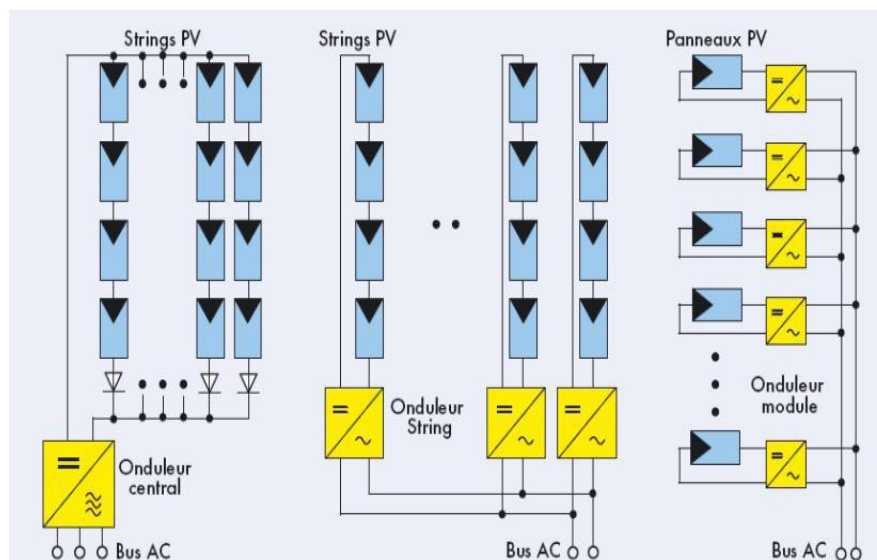 Strings PV
Strings PV
Panneaux PV
Onduleur
String
Onduleur
module
Onduleur
central
Bus AC
Bus AC
Bus AC